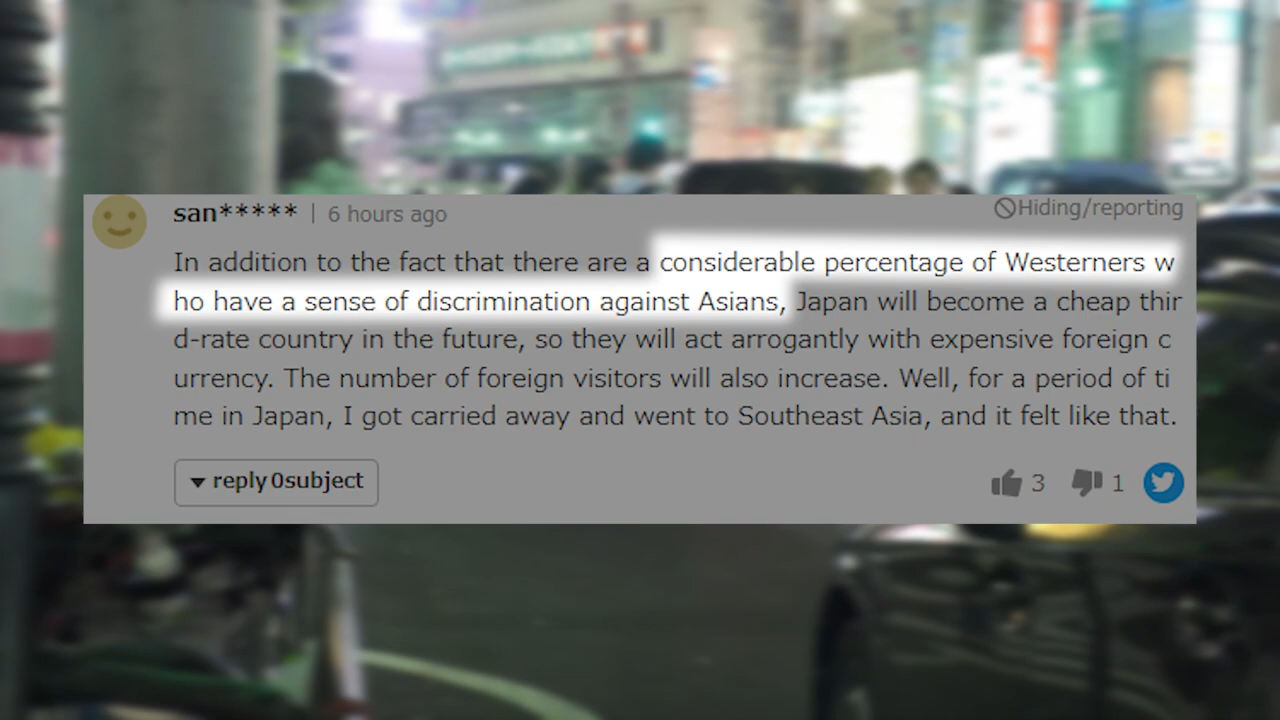 san***** | 6 hours ago
Hiding/reporting
In addition to the fact that there are a considerable percentage of Westerners w
ho have a sense of discrimination against Asians, Japan will become a cheap thir
d-rate country in the future, so they will act arrogantly with expensive foreign c
urrency. The number of foreign visitors will also increase. Well, for a period of ti
me in Japan, I got carried away and went to Southeast Asia, and it felt like that.
reply 0subject
3
1